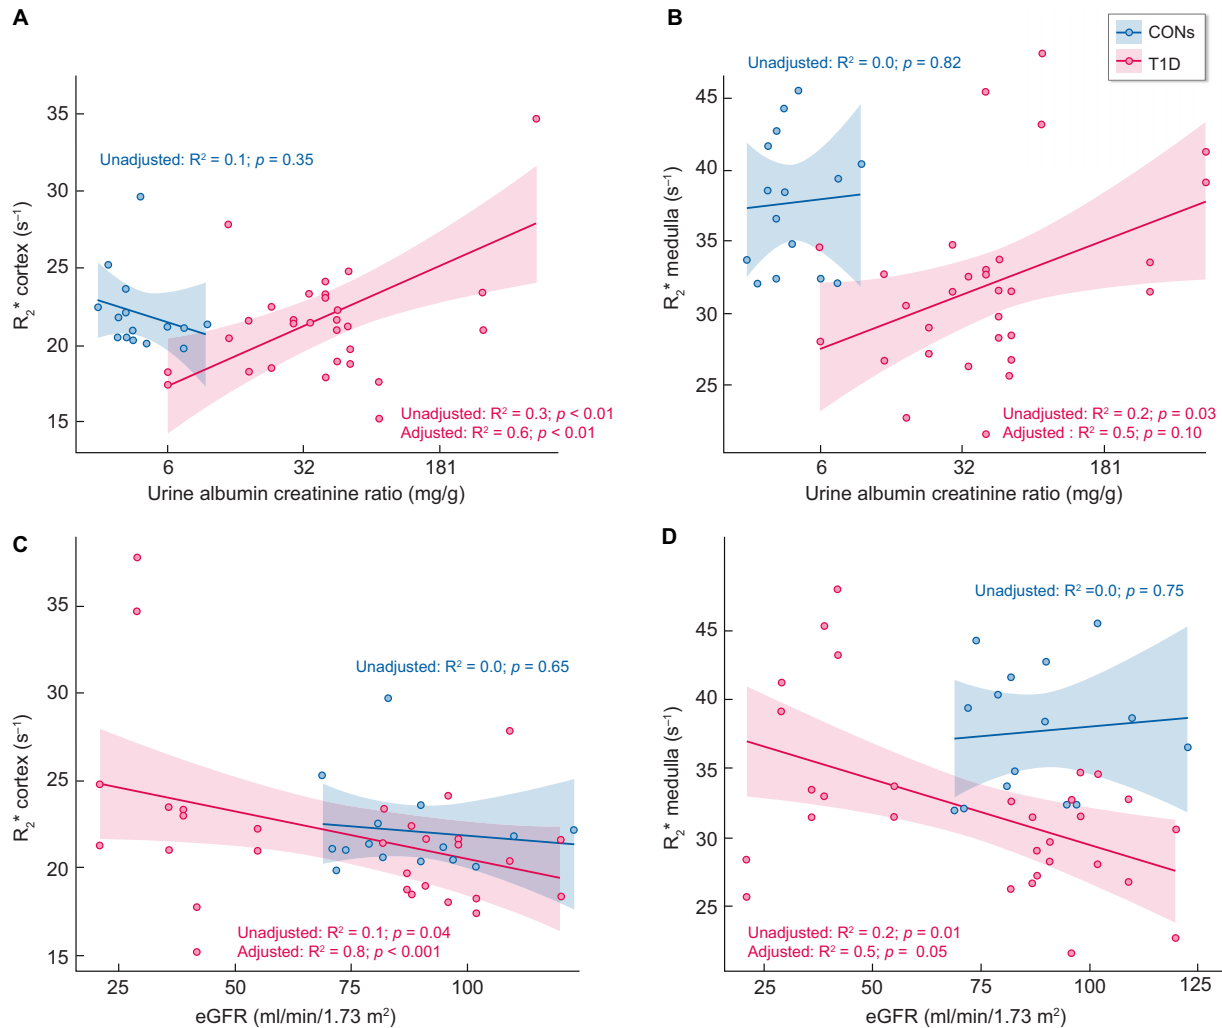 A
B
CONs
T1D
Unadjusted: R² = 0.1; p = 0.35
Unadjusted: R² = 0.3; p < 0.01
Adjusted: R² = 0.6; p < 0.01
35
30
25
20
15
R₂* cortex (s⁻¹)
6
32
181
Urine albumin creatinine ratio (mg/g)
Unadjusted: R² = 0.0; p = 0.82
Unadjusted: R² = 0.2; p = 0.03
Adjusted : R² = 0.5; p = 0.10
45
40
35
30
25
R₂* medulla (s⁻¹)
6
32
181
Urine albumin creatinine ratio (mg/g)
C
Unadjusted: R² = 0.0; p = 0.65
Unadjusted: R² = 0.1; p = 0.04
Adjusted: R² = 0.8; p < 0.001
35
30
25
20
15
R₂* cortex (s⁻¹)
25
50
75
100
eGFR (ml/min/1.73 m²)
D
Unadjusted: R² =0.0; p = 0.75
Unadjusted: R² = 0.2; p = 0.01
Adjusted: R² = 0.5; p = 0.05
45
40
35
30
25
R₂* medulla (s⁻¹)
25
50
75
100
125
eGFR (ml/min/1.73 m²)